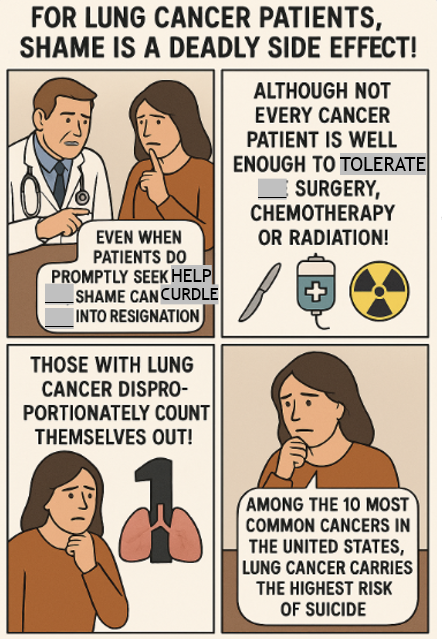 FOR LUNG CANCER PATIENTS,
SHAME IS A DEADLY SIDE EFFECT!
EVEN WHEN
PATIENTS DO
PROMPTLY SEEK HELP,
SHAME CAN CURDLE
INTO RESIGNATION
ALTHOUGH NOT
EVERY CANCER
PATIENT IS WELL
ENOUGH TO TOLERATE
SURGERY,
CHEMOTHERAPY
OR RADIATION!
THOSE WITH LUNG
CANCER DISPRO-
PORTIONATELY COUNT
THEMSELVES OUT!
1
AMONG THE 10 MOST
COMMON CANCERS IN
THE UNITED STATES,
LUNG CANCER CARRIES
THE HIGHEST RISK
OF SUICIDE